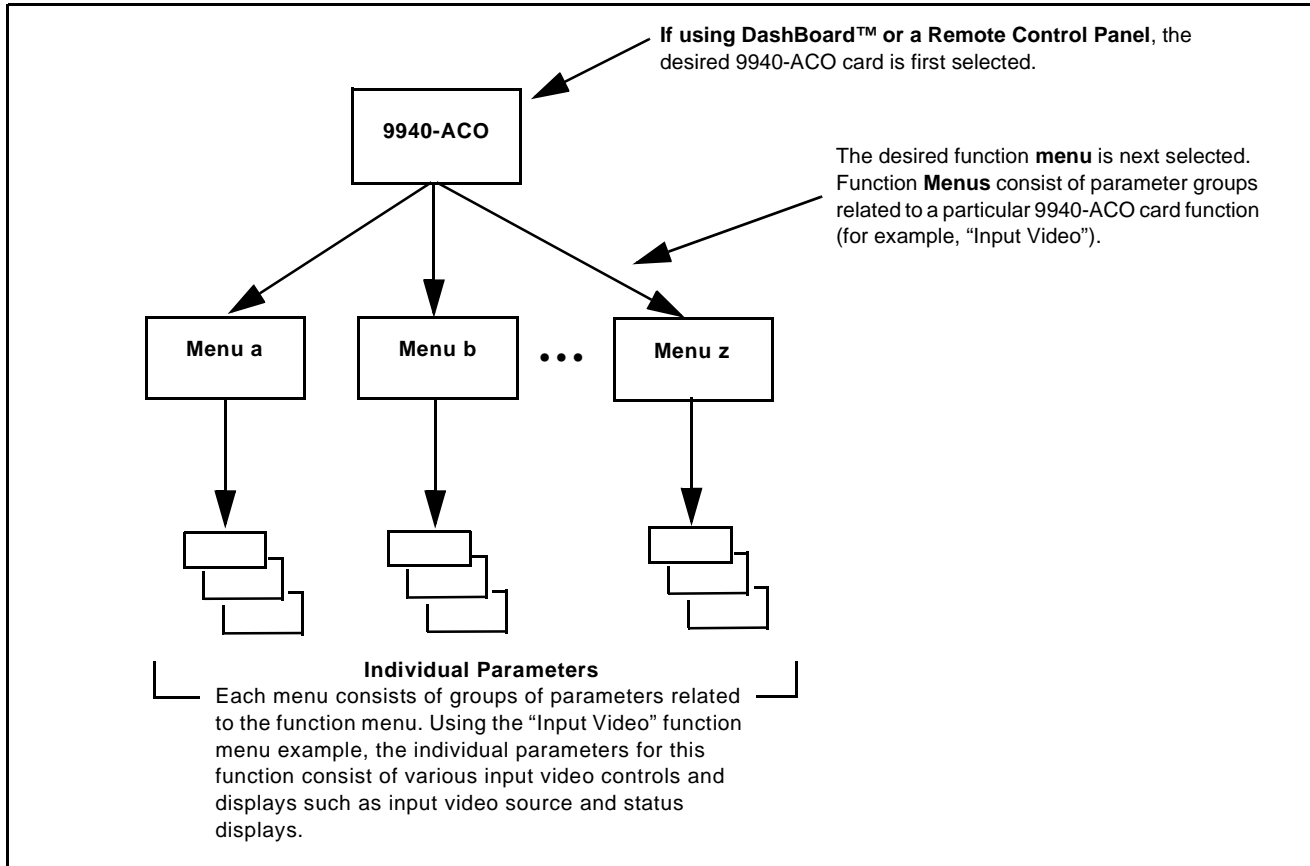 If using DashBoard™ or a Remote Control Panel, the
desired 9940-ACO card is first selected.
9940-ACO
The desired function menu is next selected.
Function Menus consist of parameter groups
related to a particular 9940-ACO card function
(for example, “Input Video”).
Menu a
Menu b
•••
Menu z
Individual Parameters
Each menu consists of groups of parameters related
to the function menu. Using the “Input Video” function
menu example, the individual parameters for this
function consist of various input video controls and
displays such as input video source and status
displays.